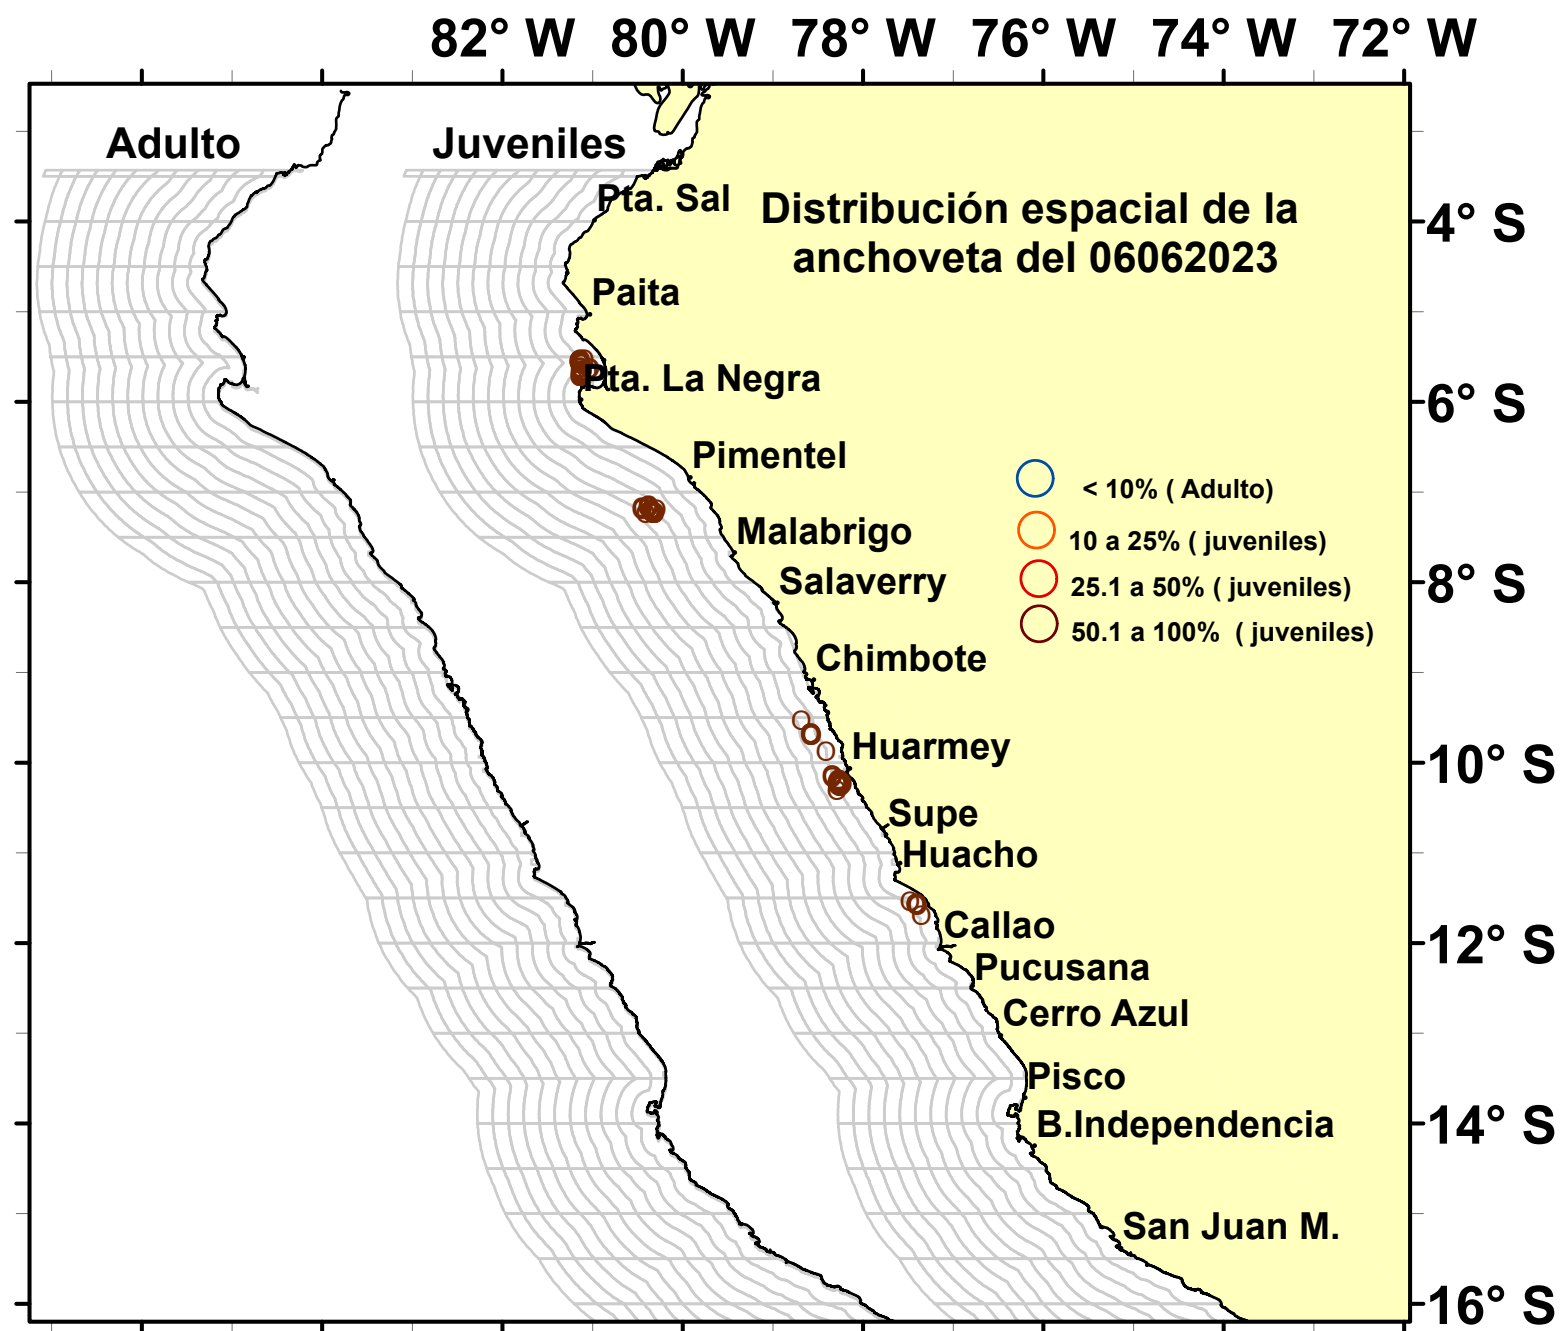 82° W 80° W 78° W 76° W 74° W 72° W
Adulto
Juveniles
Pta. Sal
Distribución espacial de la
anchoveta del 06062023
4° S
Paita
Pta. La Negra
6° S
Pimentel
< 10% ( Adulto)
Malabrigo
10 a 25% ( juveniles)
Salaverry
25.1 a 50% ( juveniles)
8° S
50.1 a 100% ( juveniles)
Chimbote
Huarmey
10° S
Supe
Huacho
Callao
12° S
Pucusana
Cerro Azul
Pisco
B.Independencia
14° S
San Juan M.
16° S